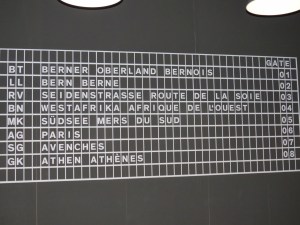 GATE
BT BERNER OBERLAND BERNOIS 01
LL BERN BERNE 02
RV SEIDENSTRASSE ROUTE DE LA SOIE 03
BN WESTAFRIKA AFRIQUE DE L'OUEST 04
MK SÜDSEE MERS DU SUD 05
AG PARIS 06
SG AVENCHES 07
GK ATHEN ATHÈNES 08